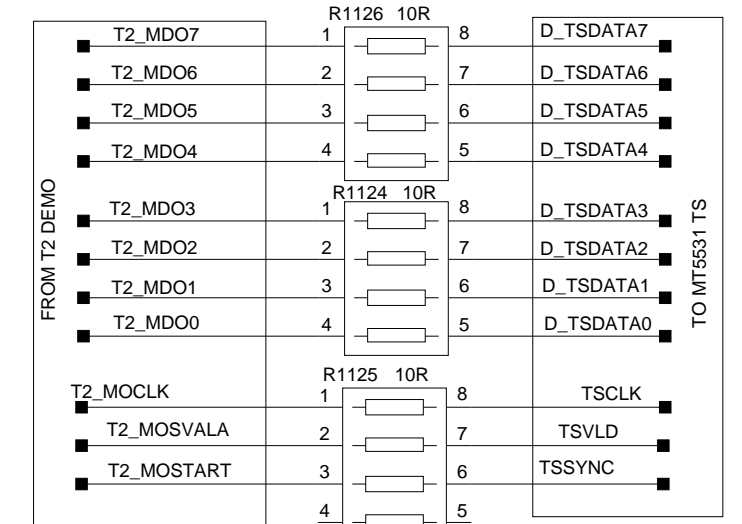 R1126 10R
T2_MDO7 1 8 D_TSDATA7
T2_MDO6 2 7 D_TSDATA6
T2_MDO5 3 6 D_TSDATA5
T2_MDO4 4 5 D_TSDATA4
FROM T2 DEMO
TO MT5531 TS
R1124 10R
T2_MDO3 1 8 D_TSDATA3
T2_MDO2 2 7 D_TSDATA2
T2_MDO1 3 6 D_TSDATA1
T2_MDO0 4 5 D_TSDATA0
R1125 10R
T2_MOCLK 1 8 TSCLK
T2_MOSVALA 2 7 TSVLD
T2_MOSTART 3 6 TSSYNC
4 5